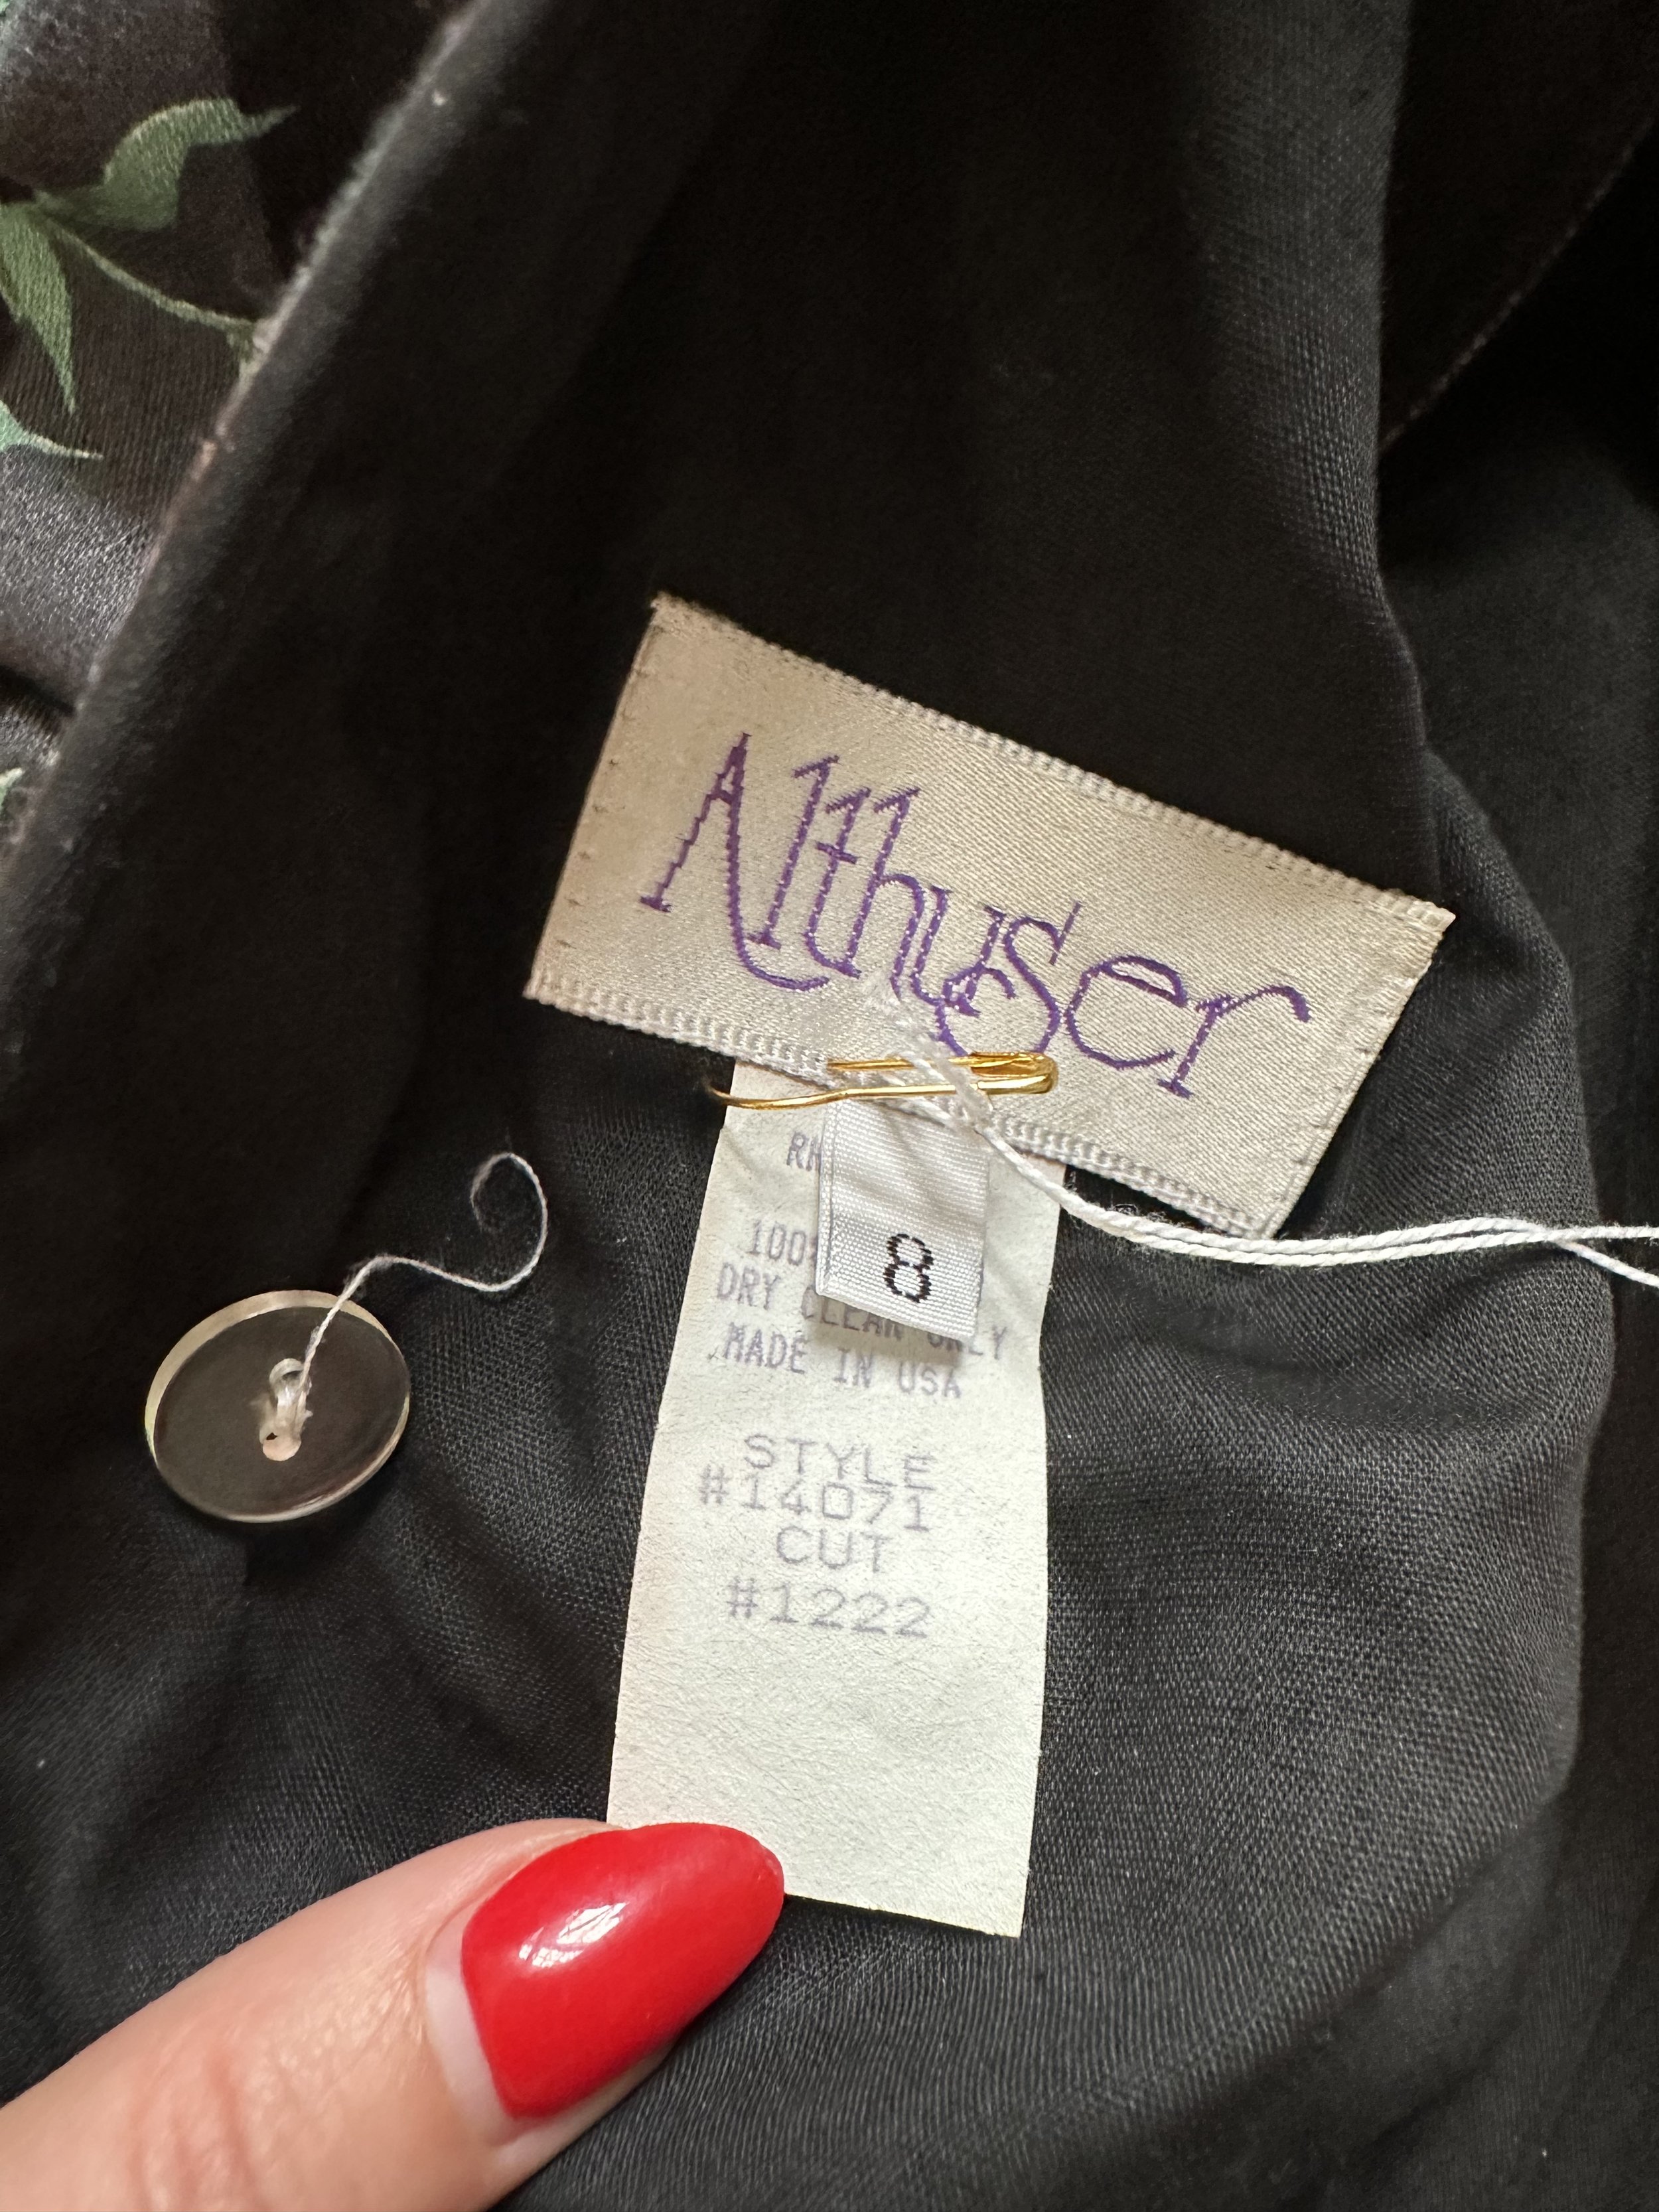 Althuser
8
DRY CLEAN ONLY
MADE IN USA
STYLE
#14071
CUT
#1222